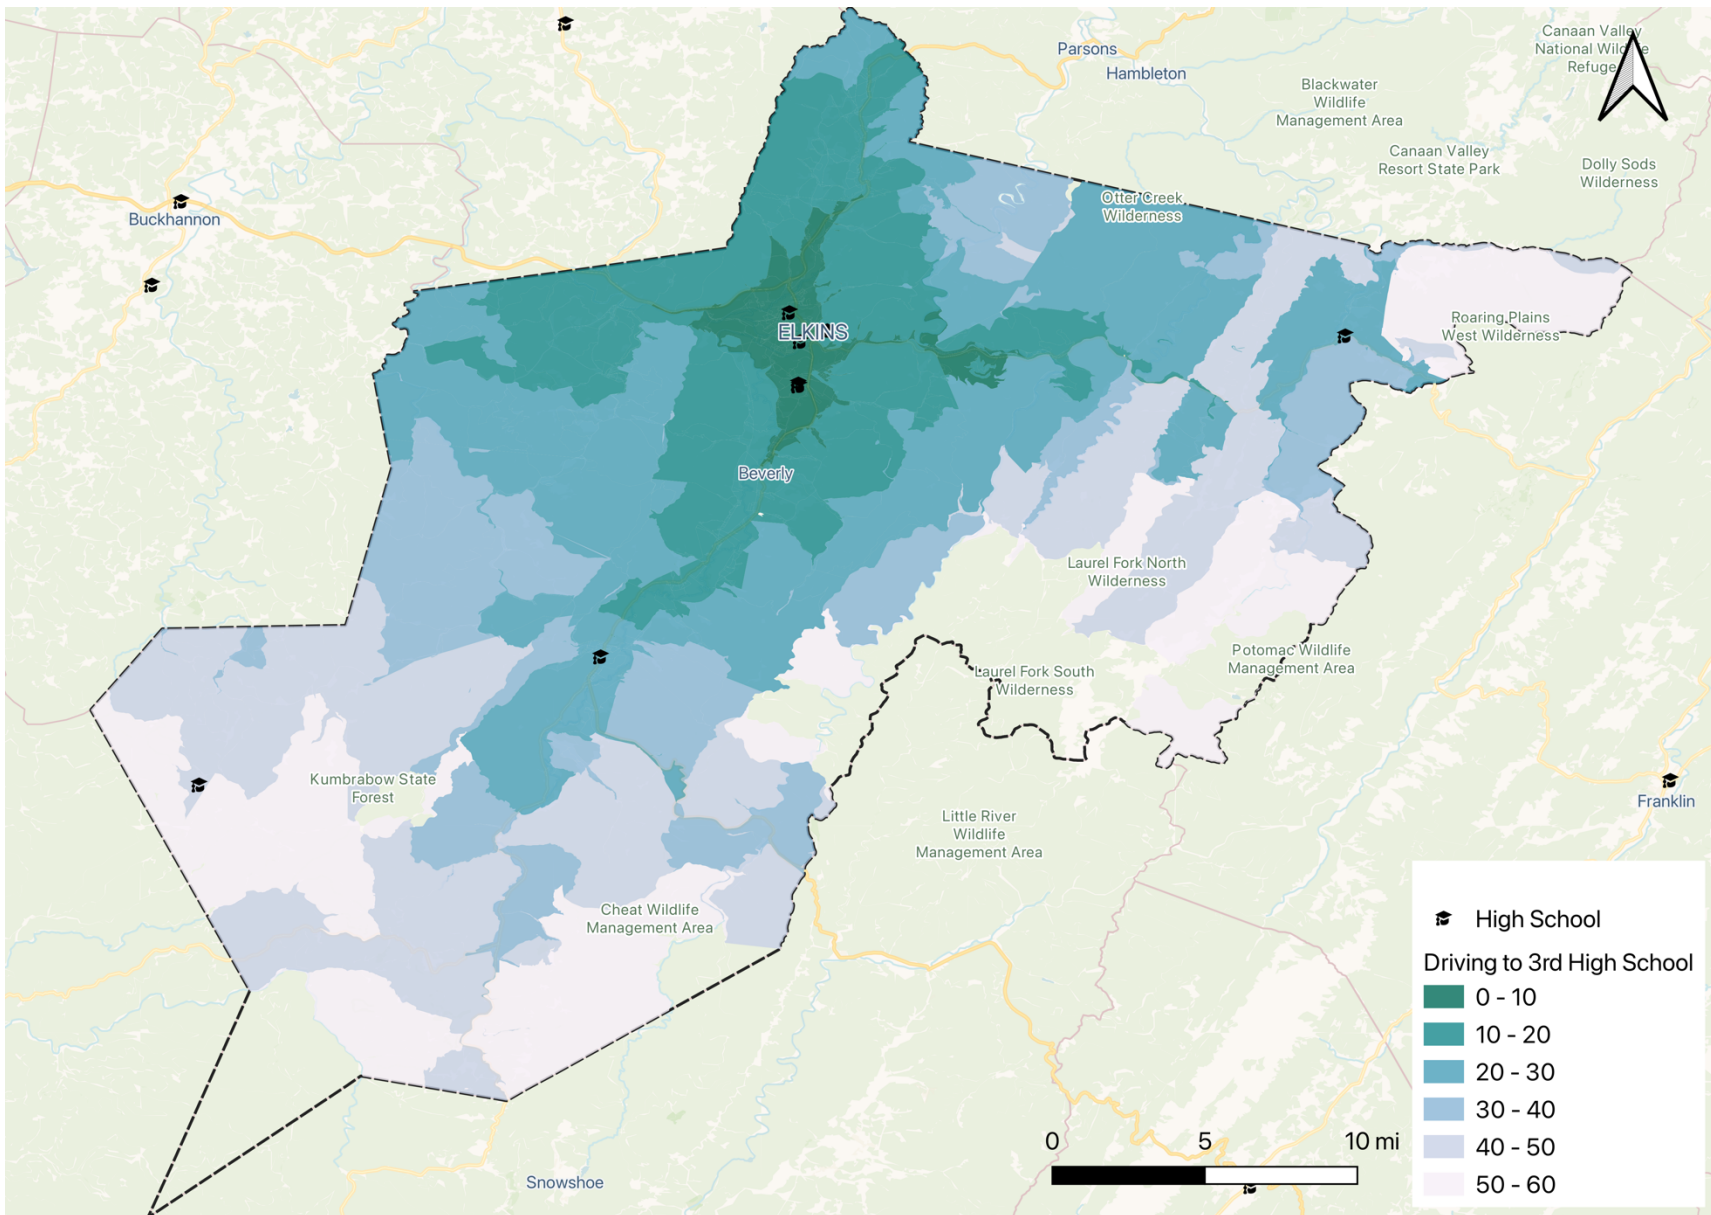 Canaan Valley
National Wildlife
Refuge
Parsons
Hambleton
Blackwater
Wildlife
Management Area
Canaan Valley
Resort State Park
Dolly Sods
Wilderness
Otter Creek
Wilderness
Buckhannon
Roaring Plains
West Wilderness
ELKINS
Beverly
Laurel Fork North
Wilderness
Potomac Wildlife
Management Area
Laurel Fork South
Wilderness
Kumbrabow State
Forest
Franklin
Little River
Wildlife
Management Area
Cheat Wildlife
Management Area
Snowshoe
0 5 10 mi
High School
Driving to 3rd High School
0 - 10
10 - 20
20 - 30
30 - 40
40 - 50
50 - 60